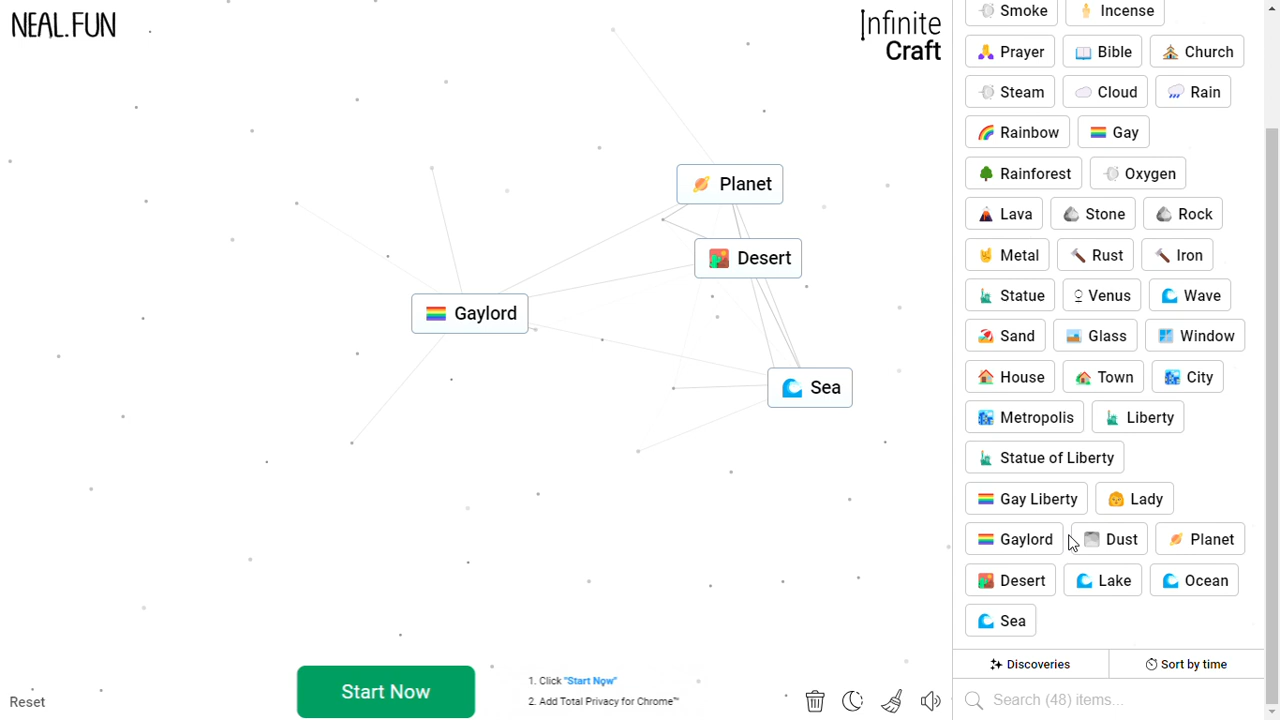 NEAL.FUN
Infinite
Craft
Planet
Desert
Gaylord
Sea
Smoke Incense
Prayer Bible Church
Steam Cloud Rain
Rainbow Gay
Rainforest Oxygen
Lava Stone Rock
Metal Rust Iron
Statue Venus Wave
Sand Glass Window
House Town City
Metropolis Liberty
Statue of Liberty
Gay Liberty Lady
Gaylord Dust Planet
Desert Lake Ocean
Sea
Discoveries Sort by time
Search (48) items...
Reset
Start Now
1. Click "Start Now"
2. Add Total Privacy for Chrome™